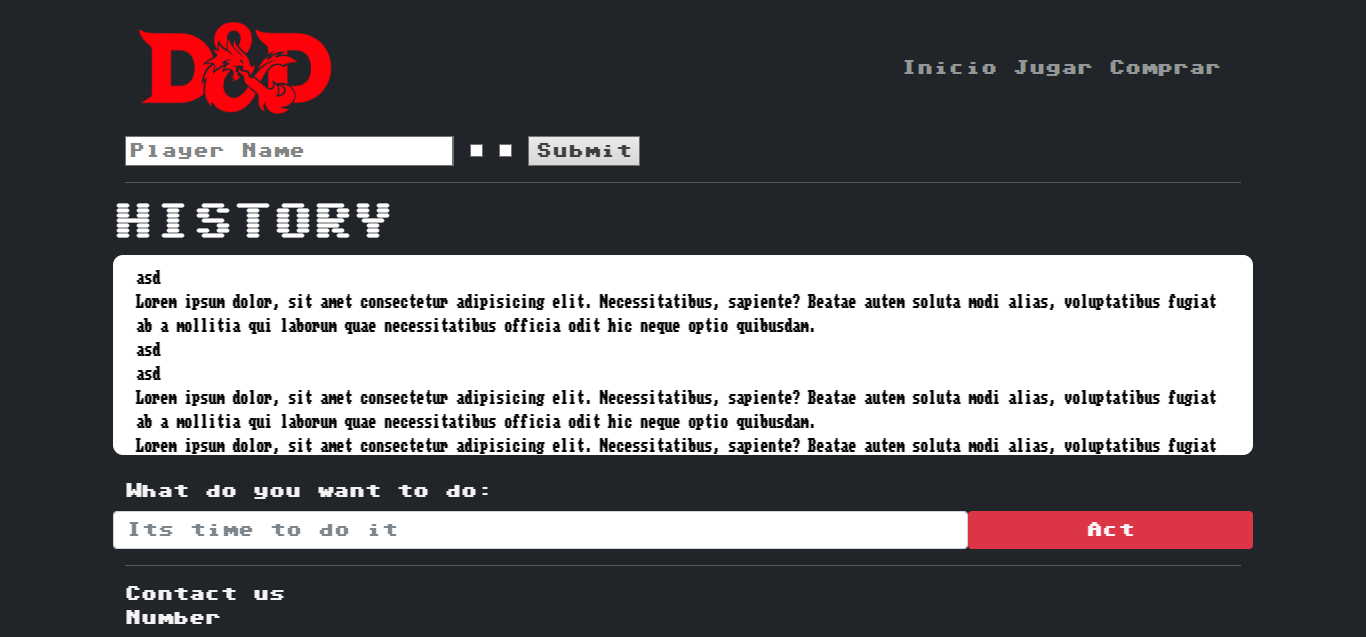 D&D
Inicio Jugar Comprar
Player Name
Submit
HISTORY
asd
Lorem ipsum dolor, sit amet consectetur adipisicing elit. Necessitatibus, sapiente? Beatae autem soluta modi alias, voluptatibus fugiat
ab a mollitia qui laborum quae necessitatibus officia odit hic neque optio quibusdam.
asd
asd
Lorem ipsum dolor, sit amet consectetur adipisicing elit. Necessitatibus, sapiente? Beatae autem soluta modi alias, voluptatibus fugiat
ab a mollitia qui laborum quae necessitatibus officia odit hic neque optio quibusdam.
Lorem ipsum dolor, sit amet consectetur adipisicing elit. Necessitatibus, sapiente? Beatae autem soluta modi alias, voluptatibus fugiat
What do you want to do:
Its time to do it
Act
Contact us
Number